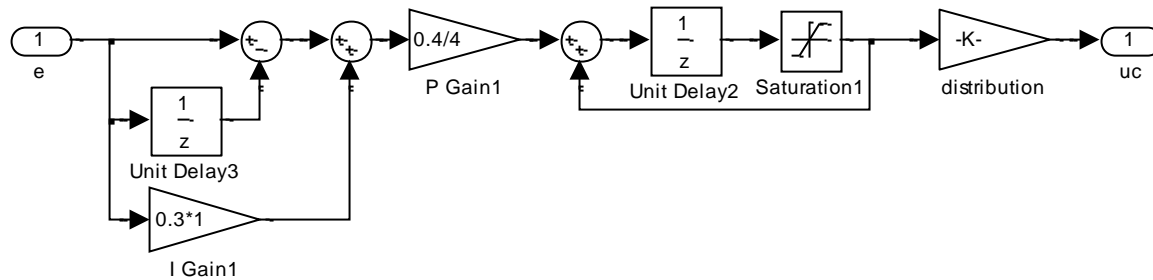 1
e
+
-
+
+
0.4/4
P Gain1
+
+
1
z
Unit Delay2
Saturation1
-K-
distribution
1
uc
1
z
Unit Delay3
0.3*1
I Gain1